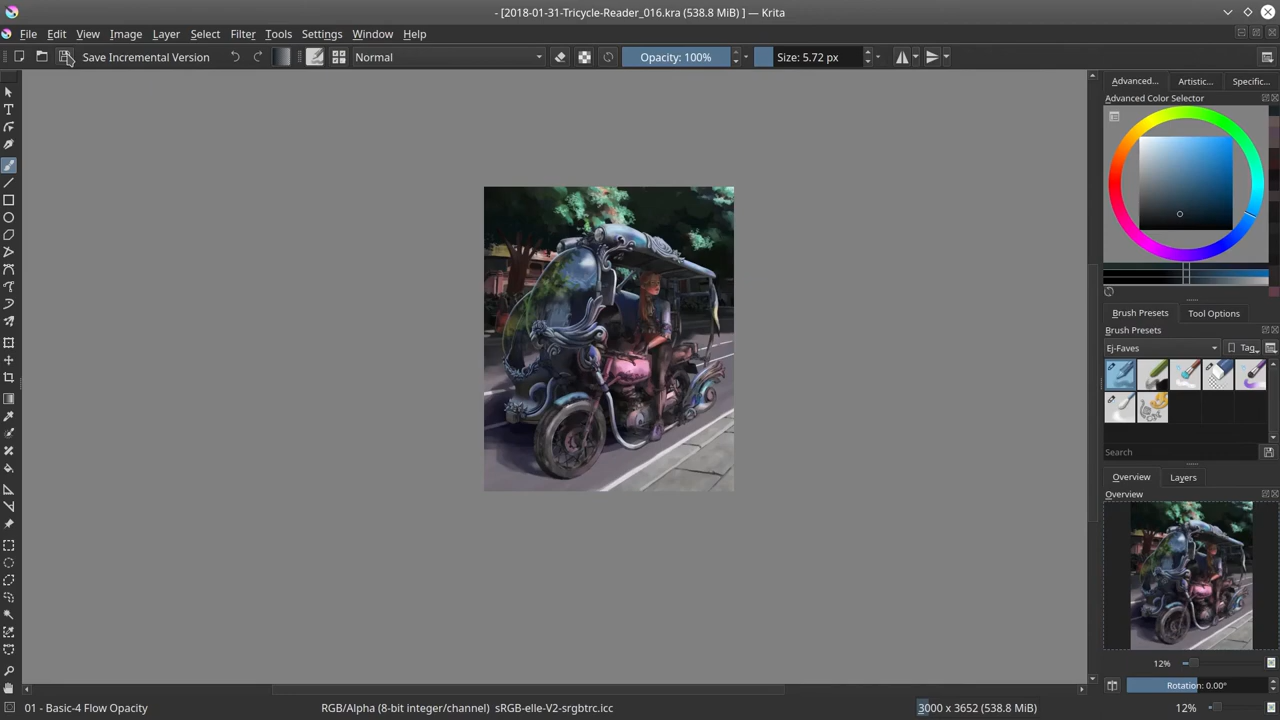 - [2018-01-31-Tricycle-Reader_016.kra (538.8 MiB) ] — Krita
File Edit View Image Layer Select Filter Tools Settings Window Help
Save Incremental Version Normal Opacity: 100% Size: 5.72 px
Advanced... Artistic... Specific...
Advanced Color Selector
Brush Presets Tool Options
Brush Presets
Ej-Faves Tag
Search
Overview Layers
Overview
12%
Rotation: 0.00°
01 - Basic-4 Flow Opacity RGB/Alpha (8-bit integer/channel) sRGB-elle-V2-srgbtrc.icc 3000 x 3652 (538.8 MiB) 12%